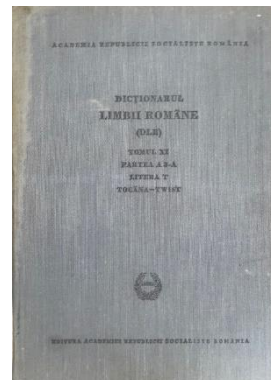 ACADEMIA REPUBLICII SOCIALISTE ROMÂNIA
DICȚIONARUL
LIMBII ROMÂNE
(DLR)
TOMUL XI
PARTEA A 3-A
LITERA T
TOCĂNA—TWIST
EDITURA ACADEMIEI REPUBLICII SOCIALISTE ROMÂNIA